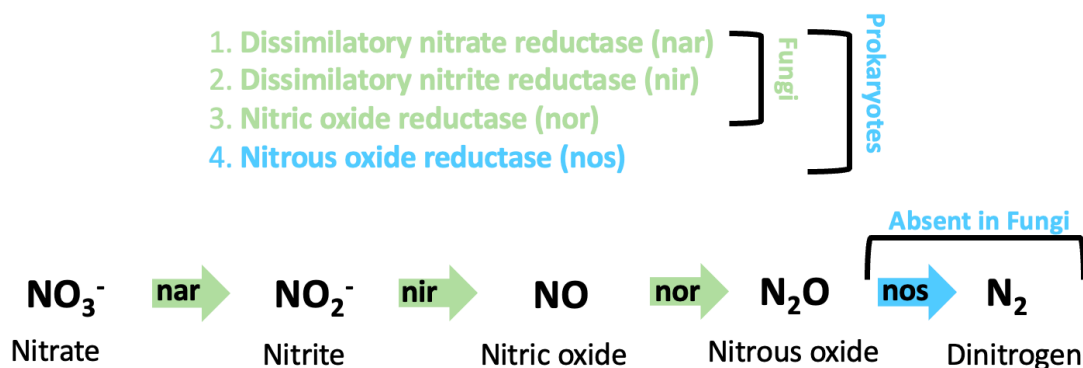 1. Dissimilatory nitrate reductase (nar)
2. Dissimilatory nitrite reductase (nir)
3. Nitric oxide reductase (nor)
4. Nitrous oxide reductase (nos)
Fungi
Prokaryotes
Absent in Fungi
NO₃⁻ nar NO₂⁻ nir NO nor N₂O nos N₂
Nitrate Nitrite Nitric oxide Nitrous oxide Dinitrogen